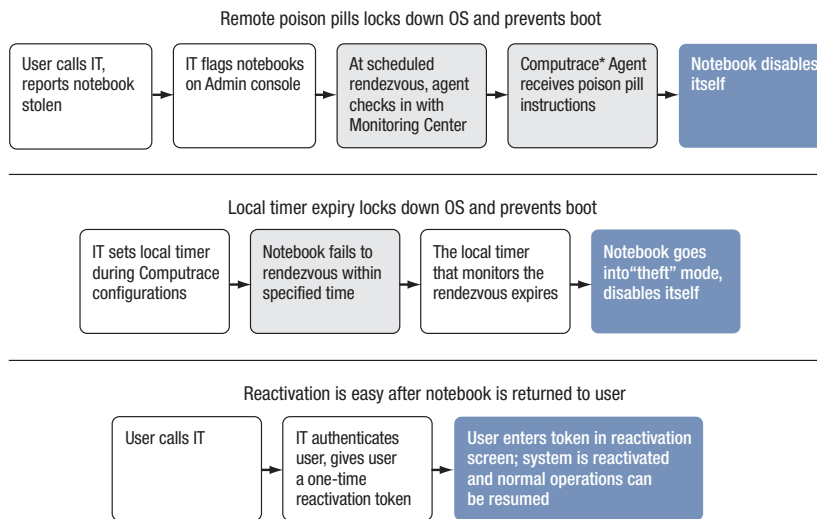 Remote poison pills locks down OS and prevents boot
User calls IT,
reports notebook
stolen
IT flags notebooks
on Admin console
At scheduled
rendezvous, agent
checks in with
Monitoring Center
Computrace* Agent
receives poison pill
instructions
Notebook disables
itself
Local timer expiry locks down OS and prevents boot
IT sets local timer
during Computrace
configurations
Notebook fails to
rendezvous within
specified time
The local timer
that monitors the
rendezvous expires
Notebook goes
into“theft” mode,
disables itself
Reactivation is easy after notebook is returned to user
User calls IT
IT authenticates
user, gives user
a one-time
reactivation token
User enters token in reactivation
screen; system is reactivated
and normal operations can
be resumed